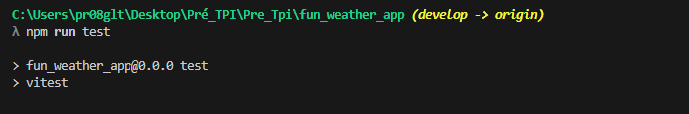 C:\Users\pr08glt\Desktop\Pré_TPI\Pre_Tpi\fun_weather_app (develop -> origin)
λ npm run test
> fun_weather_app@0.0.0 test
> vitest